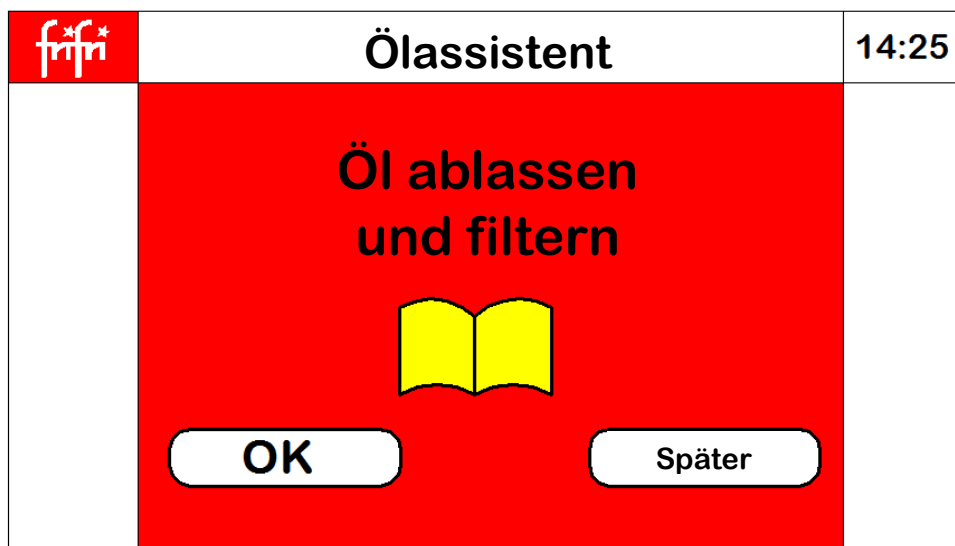 frifri
Ölassistent
14:25
Öl ablassen
und filtern
OK
Später